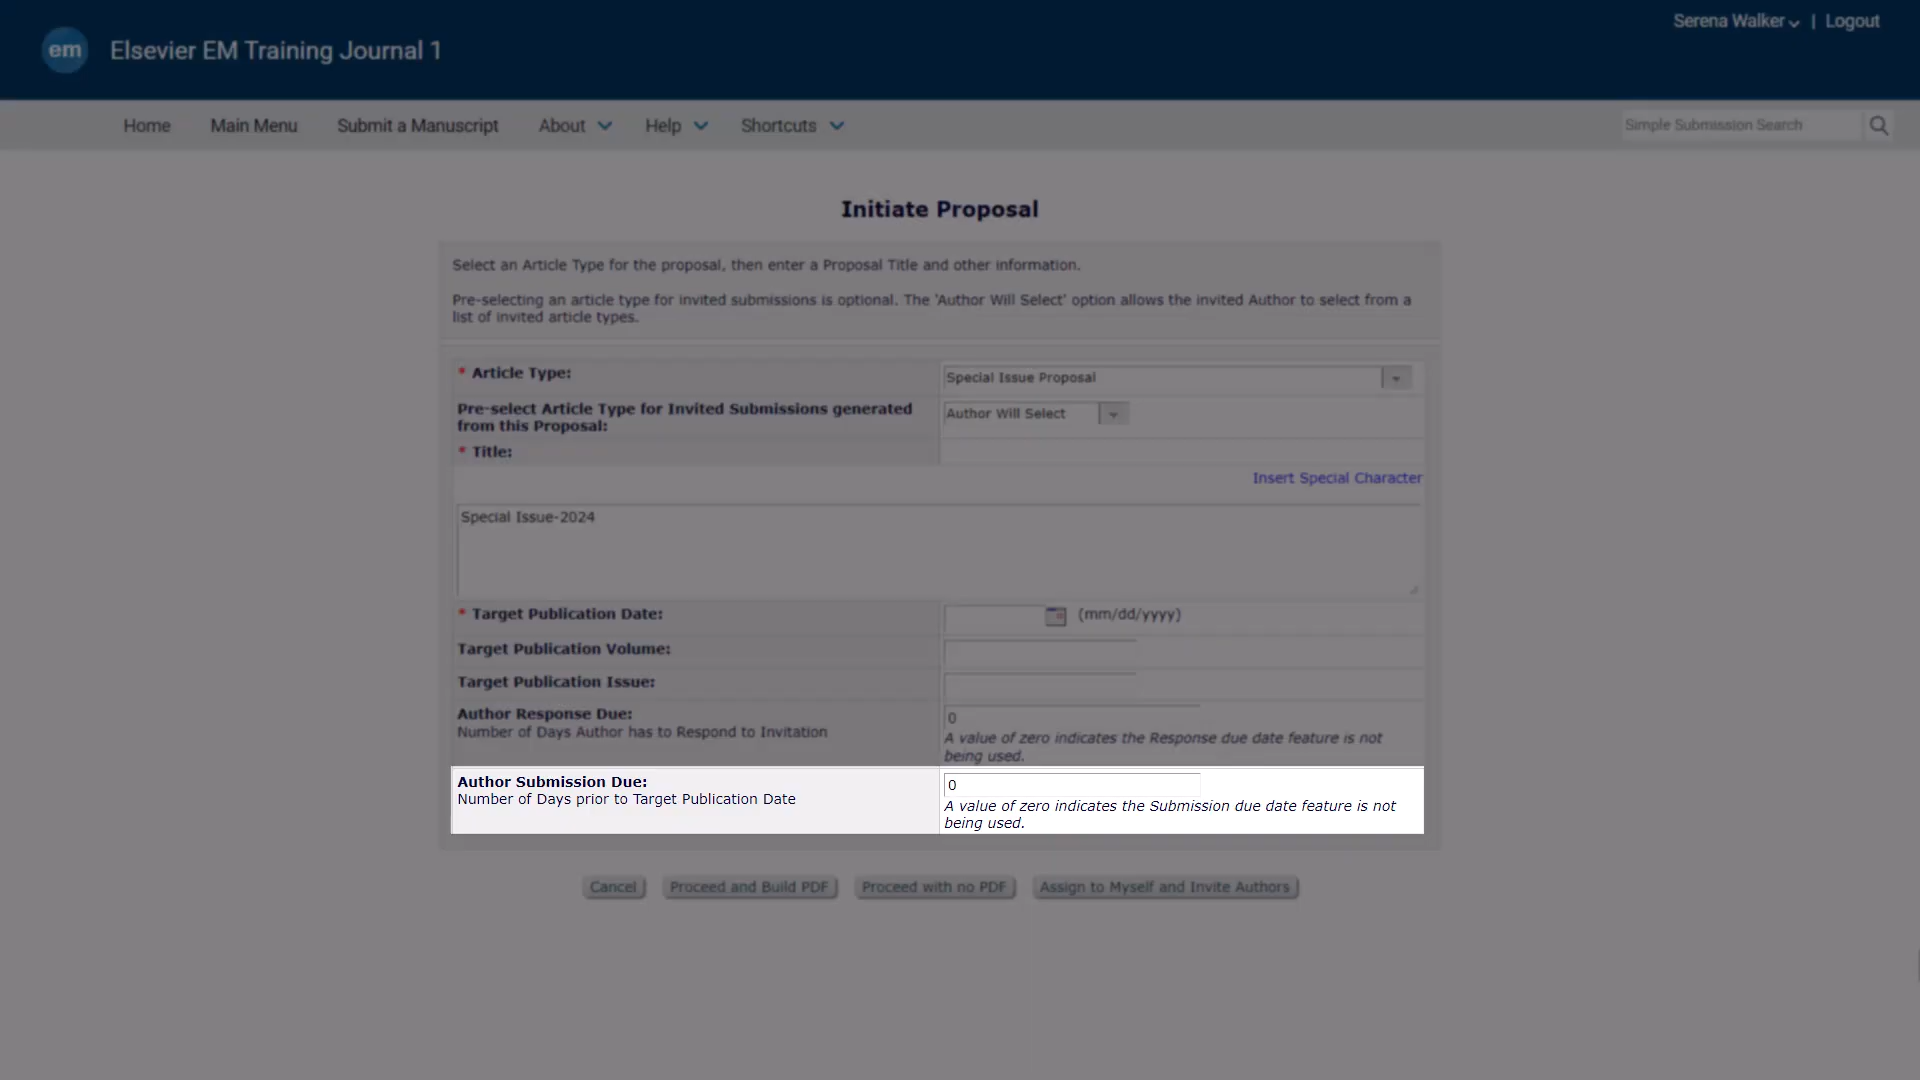 Serena Walker | Logout
em Elsevier EM Training Journal 1
Home Main Menu Submit a Manuscript About Help Shortcuts Simple Submission Search
Initiate Proposal
Select an Article Type for the proposal, then enter a Proposal Title and other information.
Pre-selecting an article type for invited submissions is optional. The 'Author Will Select' option allows the invited Author to select from a
list of invited article types.
* Article Type: Special Issue Proposal
Pre-select Article Type for Invited Submissions generated
from this Proposal: Author Will Select
* Title:
Insert Special Character
Special Issue-2024
* Target Publication Date: (mm/dd/yyyy)
Target Publication Volume:
Target Publication Issue:
Author Response Due:
Number of Days Author has to Respond to Invitation
0
A value of zero indicates the Response due date feature is not
being used.
Author Submission Due:
Number of Days prior to Target Publication Date
0
A value of zero indicates the Submission due date feature is not
being used.
Cancel Proceed and Build PDF Proceed with no PDF Assign to Myself and Invite Authors